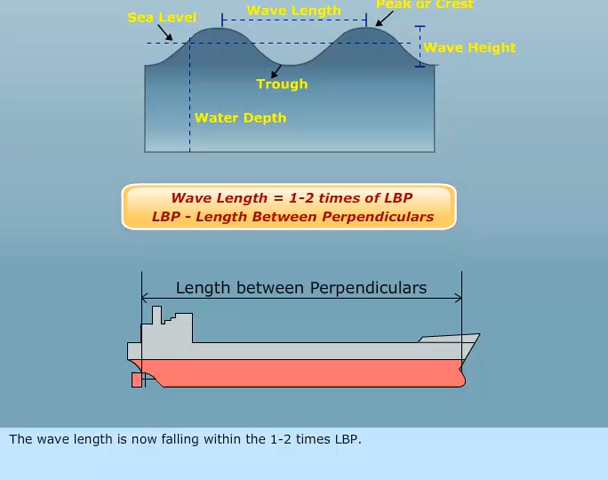 Peak or Crest
Wave Length
Sea Level
Wave Height
Trough
Water Depth
Wave Length = 1-2 times of LBP
LBP - Length Between Perpendiculars
Length between Perpendiculars
The wave length is now falling within the 1-2 times LBP.